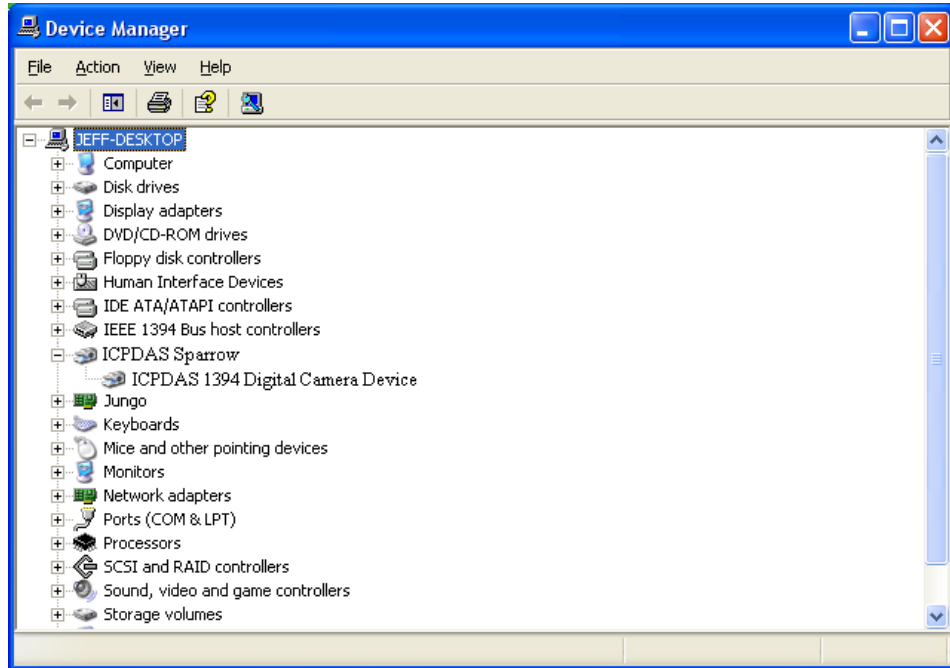 Device Manager
File Action View Help
JEFF-DESKTOP
Computer
Disk drives
Display adapters
DVD/CD-ROM drives
Floppy disk controllers
Human Interface Devices
IDE ATA/ATAPI controllers
IEEE 1394 Bus host controllers
ICPDAS Sparrow
ICPDAS 1394 Digital Camera Device
Jungo
Keyboards
Mice and other pointing devices
Monitors
Network adapters
Ports (COM & LPT)
Processors
SCSI and RAID controllers
Sound, video and game controllers
Storage volumes